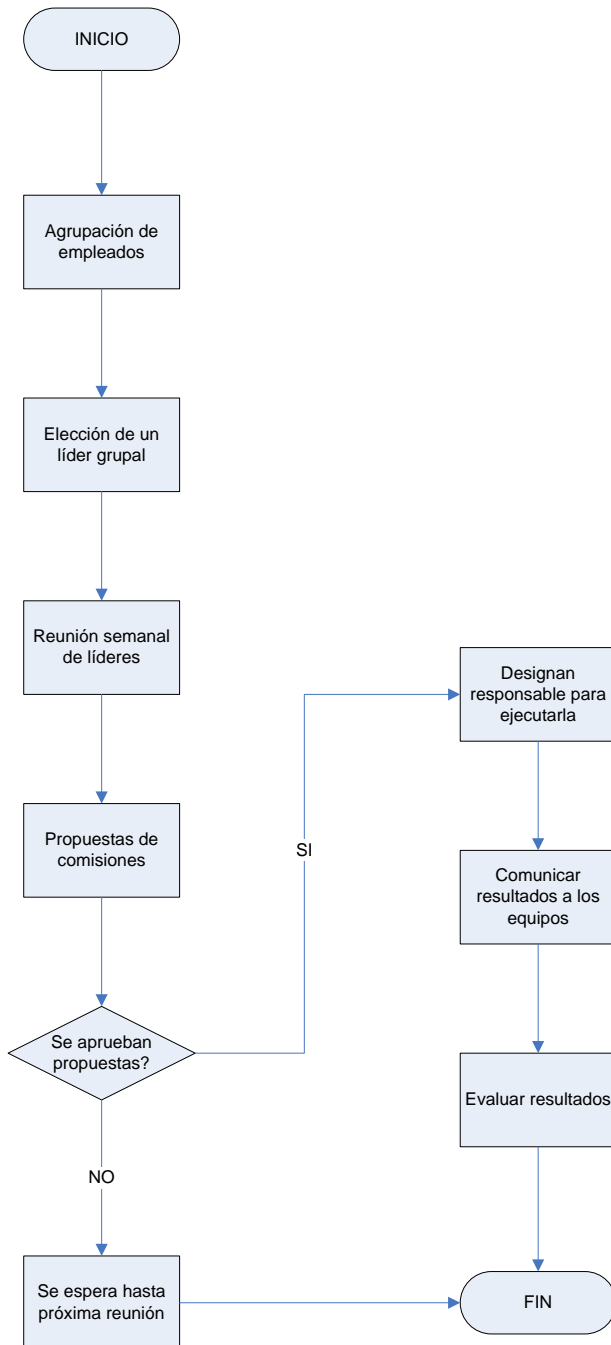 INICIO
Agrupación de
empleados
Elección de un
líder grupal
Reunión semanal
de líderes
Propuestas de
comisiones
Se aprueban
propuestas?
NO
Se espera hasta
próxima reunión
SI
Designan
responsable para
ejecutarla
Comunicar
resultados a los
equipos
Evaluar resultados
FIN